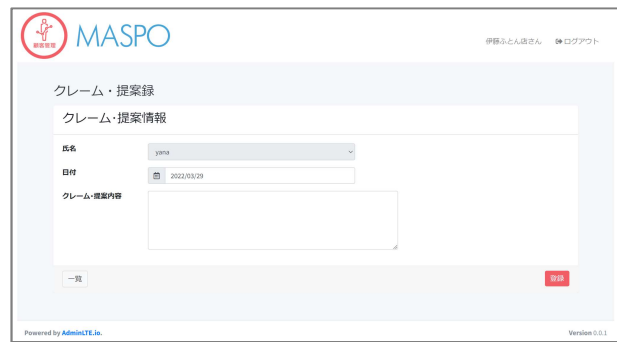 顧客管理
MASPO
伊藤ふとん店さん ログアウト
クレーム・提案録
クレーム・提案情報
氏名
yana
日付
2022/03/29
クレーム・提案内容
一覧
登録
Powered by AdminLTE.io.
Version 0.0.1